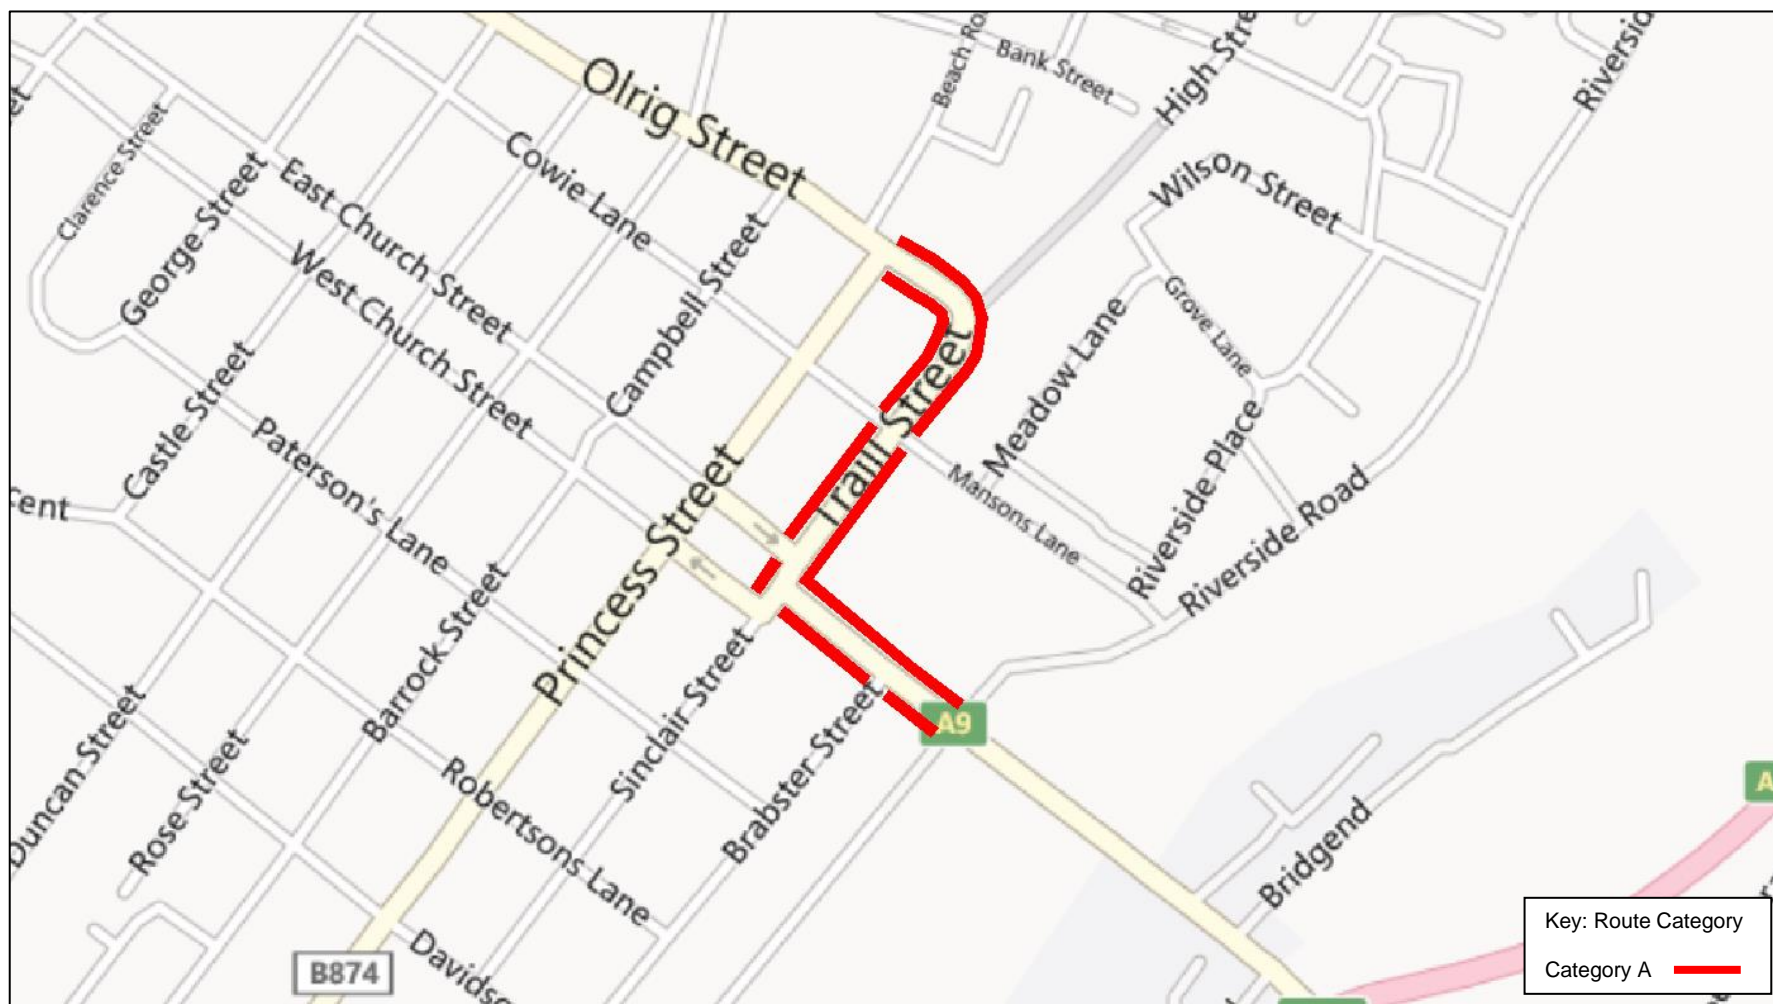 Olrig Street
Beach Ro
Bank Street
High Stre
Riversid
Clarence Street
George Street
East Church Street
Cowie Lane
Campbell Street
West Church Street
Wilson Street
Grove Lane
Meadow Lane
Traill Street
Castle Street
Paterson's Lane
cent
Princess Street
Mansons Lane
Riverside Place
Riverside Road
Barrock Street
Sinclair Street
Brabster Street
A9
Duncan Street
Rose Street
Robertsons Lane
Davidso
B874
Bridgend
A
Key: Route Category
Category A